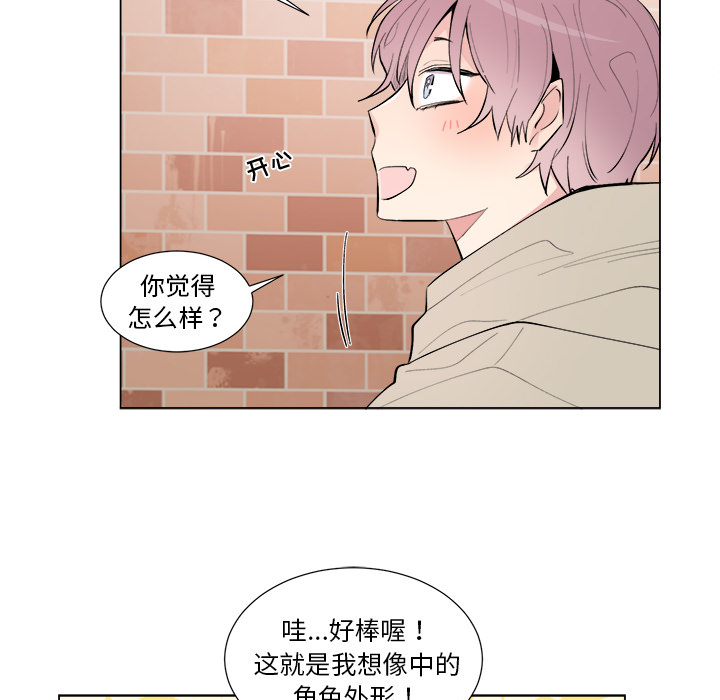 开心
你觉得
怎么样？
哇...好棒喔！
这就是我想像中的
角色外形！